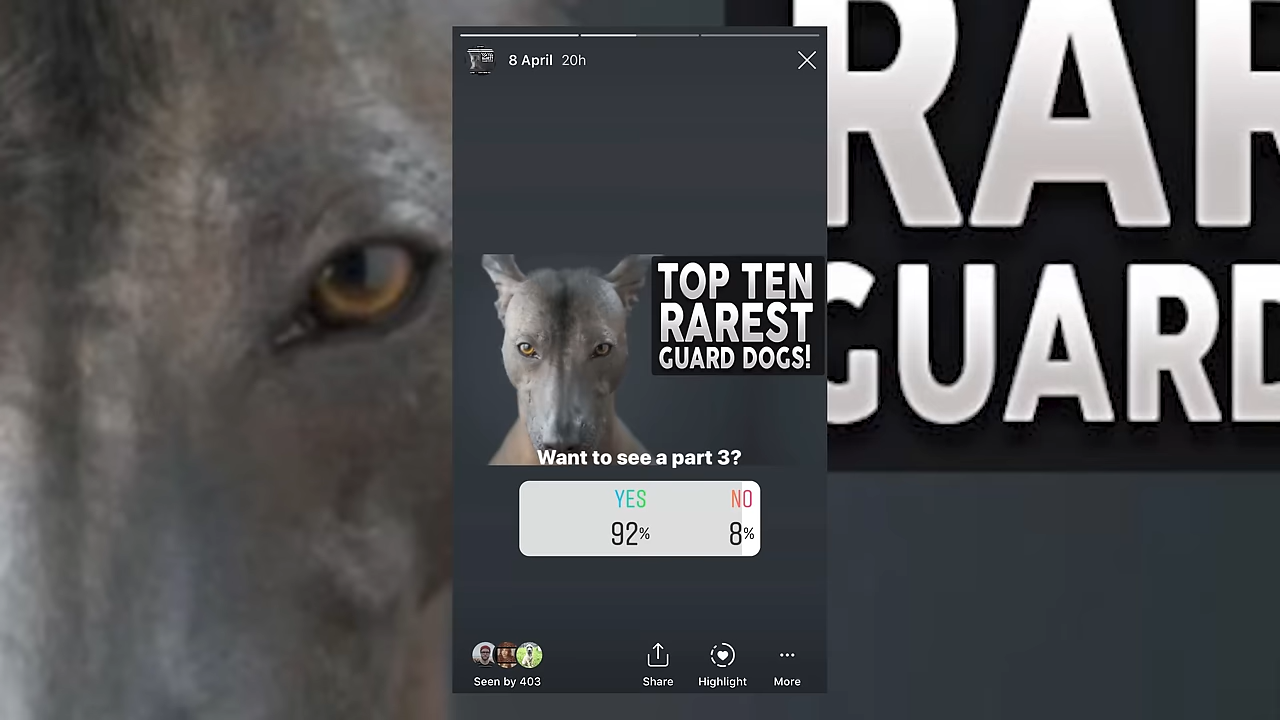 8 April 20h
TOP TEN
RAREST
GUARD DOGS!
Want to see a part 3?
YES NO
92% 8%
Seen by 403
Share
Highlight
More
RAR
GUARD